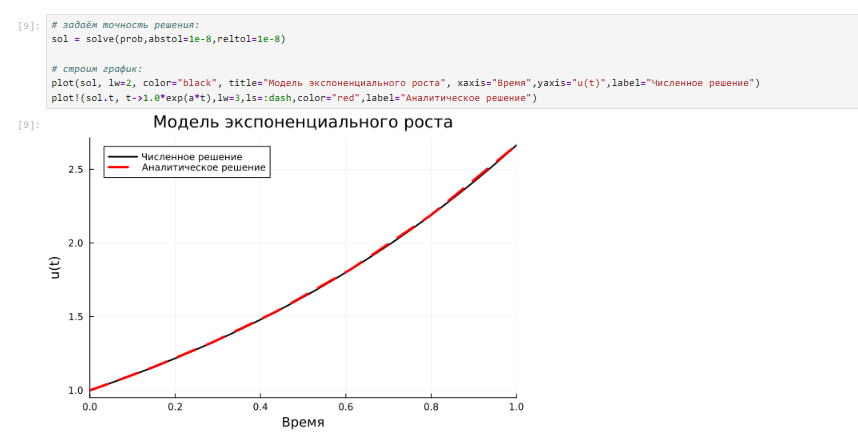 [9]:
# задаём точность решения:
sol = solve(prob,abstol=1e-8,reltol=1e-8)
# строим график:
plot(sol, lw=2, color="black", title="Модель экспоненциального роста", xaxis="Время",yaxis="u(t)",label="Численное решение")
plot!(sol.t, t->1.0*exp(a*t),lw=3,ls=:dash,color="red",label="Аналитическое решение")
[9]:
Модель экспоненциального роста
Численное решение
Аналитическое решение
2.5
2.0
1.5
1.0
u(t)
0.0 0.2 0.4 0.6 0.8 1.0
Время